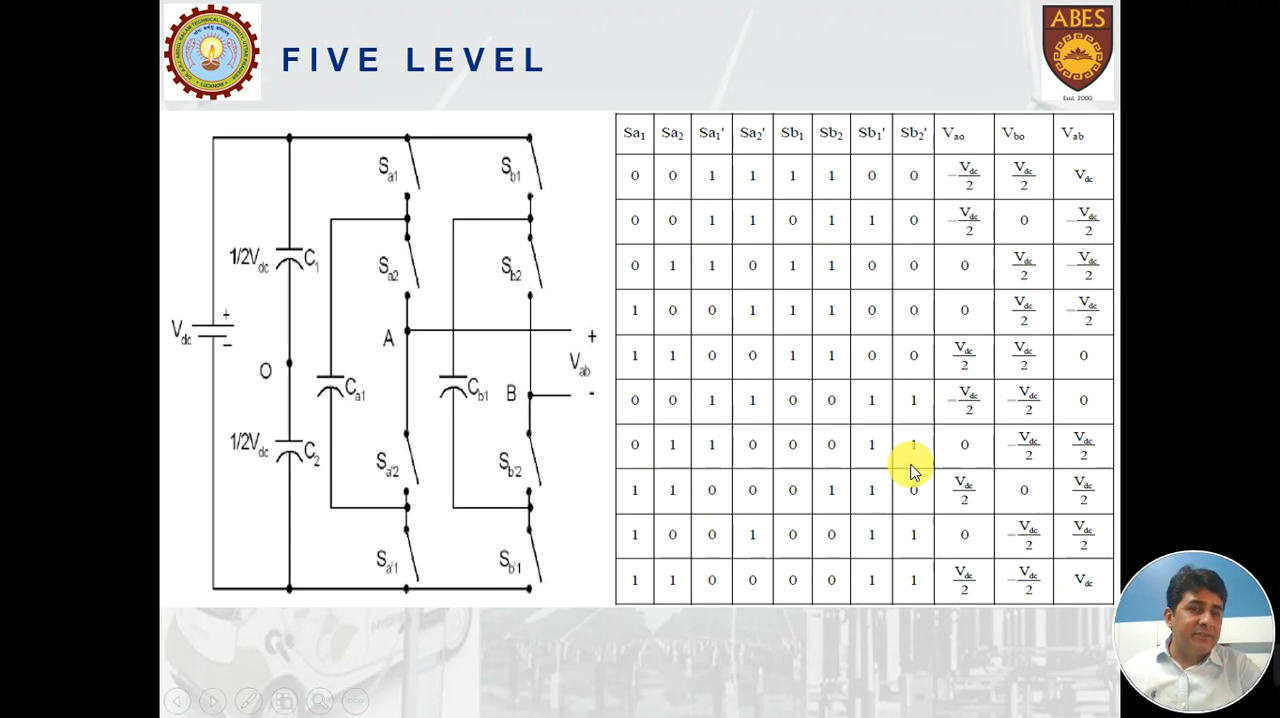 FIVE LEVEL
ABES
Estd. 2000
Sa1 Sa2 Sa1' Sa2' Sb1 Sb2 Sb1' Sb2' Vao Vbo Vab
0 0 1 1 1 1 0 0 -Vdc/2 Vdc/2 Vdc
0 0 1 1 0 1 1 0 -Vdc/2 0 -Vdc/2
0 1 1 0 1 1 0 0 0 Vdc/2 -Vdc/2
1 0 0 1 1 1 0 0 0 Vdc/2 -Vdc/2
1 1 0 0 1 1 0 0 Vdc/2 Vdc/2 0
0 0 1 1 0 0 1 1 -Vdc/2 -Vdc/2 0
0 1 1 0 0 0 1 1 0 -Vdc/2 Vdc/2
1 1 0 0 0 1 1 0 Vdc/2 0 Vdc/2
1 0 0 1 0 0 1 1 0 -Vdc/2 Vdc/2
1 1 0 0 0 0 1 1 Vdc/2 -Vdc/2 Vdc
Sa1 Sb1
1/2Vdc C1 Sa2 Sb2
Vdc + -
A + Vab -
O Ca1 Cb1 B
1/2Vdc C2 Sa'2 Sb'2
Sa'1 Sb'1